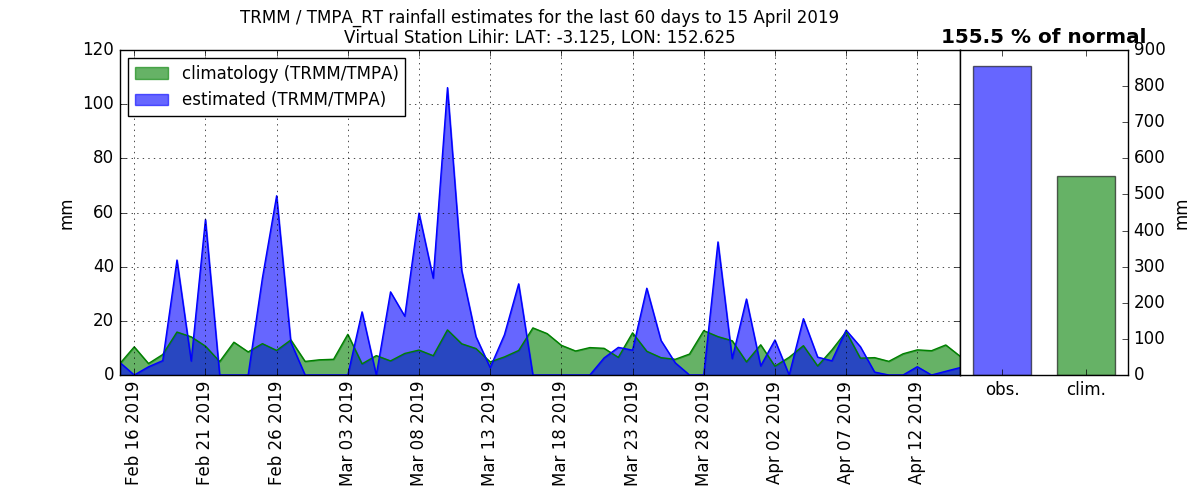 TRMM / TMPA_RT rainfall estimates for the last 60 days to 15 April 2019
Virtual Station Lihir: LAT: -3.125, LON: 152.625
155.5 % of normal
climatology (TRMM/TMPA)
estimated (TRMM/TMPA)
mm
120
100
80
60
40
20
0
Feb 16 2019
Feb 21 2019
Feb 26 2019
Mar 03 2019
Mar 08 2019
Mar 13 2019
Mar 18 2019
Mar 23 2019
Mar 28 2019
Apr 02 2019
Apr 07 2019
Apr 12 2019
obs.
clim.
900
800
700
600
500
400
300
200
100
0
mm